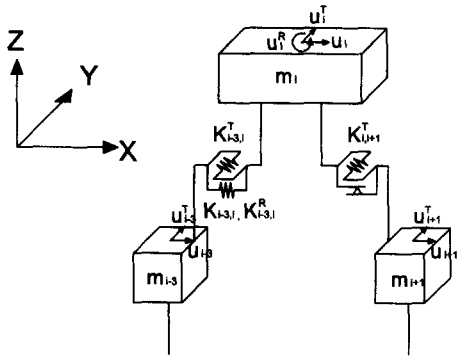 Z
Y
X
u_i^T
u_i^R
u_i
m_i
K_{i-3,i}^T
K_{i,i+1}^T
K_{i-3,i}, K_{i-3,i}^R
u_{i-3}^T
u_{i-3}
m_{i-3}
u_{i+1}^T
u_{i+1}
m_{i+1}